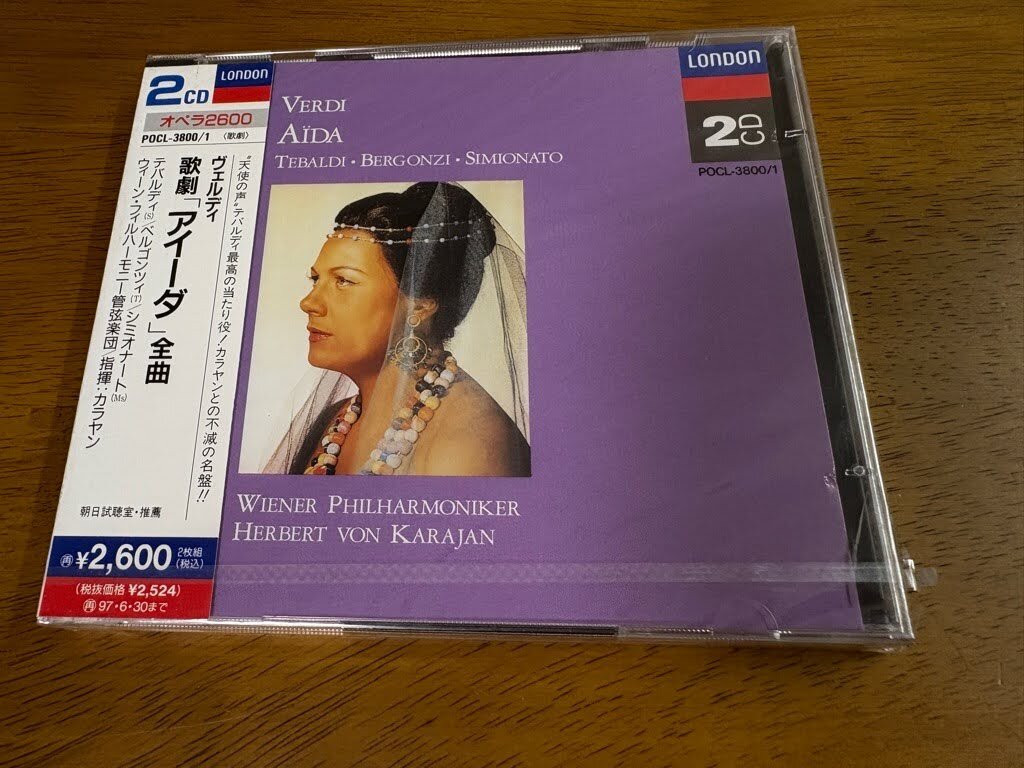 2CD
LONDON
オペラ2600
POCL-3800/1 〈歌劇〉
"天使の声"テバルディ最高の当たり役!カラヤンとの不滅の名盤!!
ヴェルディ
歌劇「アイーダ」全曲
テバルディ(S)/ベルゴンツィ(T)/シミオナート(Ms)
ウィーン・フィルハーモニー管弦楽団/指揮:カラヤン
朝日試聴室・推薦
再 ¥2,600 2枚組(税込)
(税抜価格 ¥2,524)
再 97・6・30まで
VERDI
AÏDA
TEBALDI・BERGONZI・SIMIONATO
LONDON
2CD
POCL-3800/1
WIENER PHILHARMONIKER
HERBERT VON KARAJAN